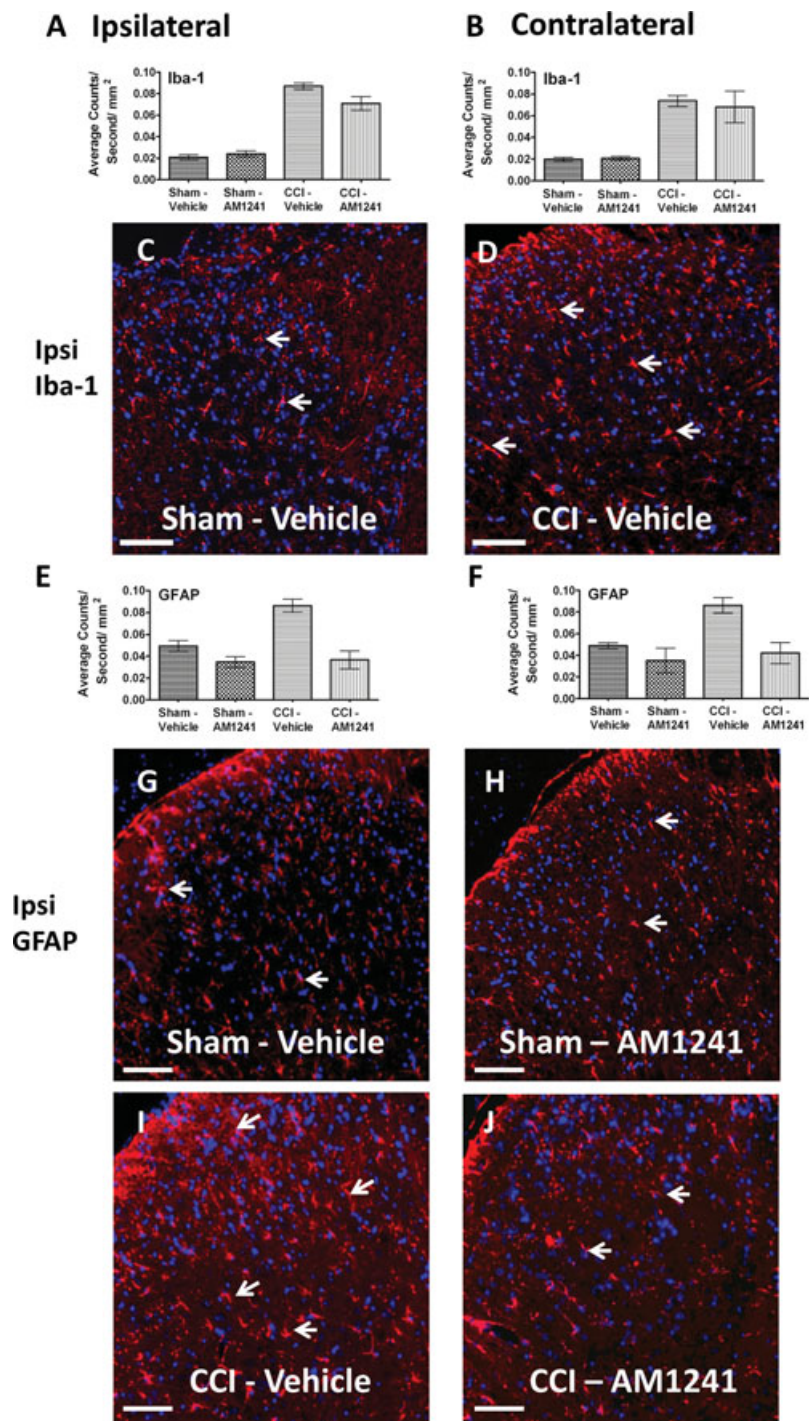 A Ipsilateral
B Contralateral
Iba-1
Average Counts/
Second/ mm²
0.10
0.08
0.06
0.04
0.02
0.00
Sham -
Vehicle
Sham -
AM1241
CCI -
Vehicle
CCI -
AM1241
Iba-1
Average Counts/
Second/ mm²
0.10
0.08
0.06
0.04
0.02
0.00
Sham -
Vehicle
Sham -
AM1241
CCI -
Vehicle
CCI -
AM1241
Ipsi
Iba-1
C
Sham - Vehicle
D
CCI - Vehicle
E
GFAP
Average Counts/
Second/ mm²
0.10
0.08
0.06
0.04
0.02
0.00
Sham -
Vehicle
Sham -
AM1241
CCI -
Vehicle
CCI -
AM1241
F
GFAP
Average Counts/
Second/ mm²
0.10
0.08
0.06
0.04
0.02
0.00
Sham -
Vehicle
Sham -
AM1241
CCI -
Vehicle
CCI -
AM1241
Ipsi
GFAP
G
Sham - Vehicle
H
Sham – AM1241
I
CCI - Vehicle
J
CCI – AM1241